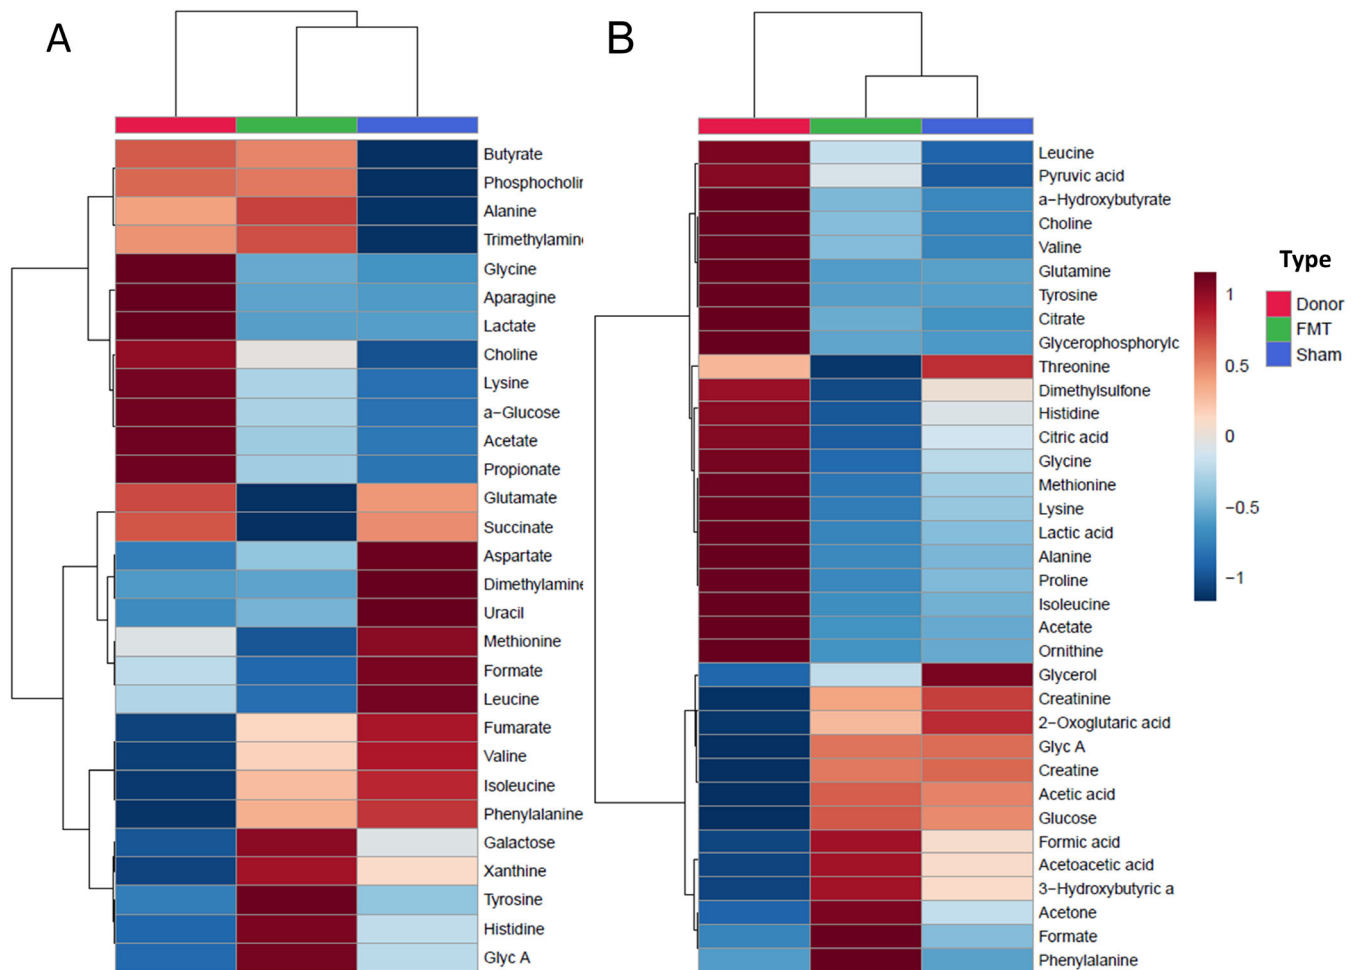 A
Butyrate
Phosphocholir
Alanine
Trimethylamin
Glycine
Aparagine
Lactate
Choline
Lysine
a−Glucose
Acetate
Propionate
Glutamate
Succinate
Aspartate
Dimethylamine
Uracil
Methionine
Formate
Leucine
Fumarate
Valine
Isoleucine
Phenylalanine
Galactose
Xanthine
Tyrosine
Histidine
Glyc A
B
Leucine
Pyruvic acid
a−Hydroxybutyrate
Choline
Valine
Glutamine
Tyrosine
Citrate
Glycerophosphorylc
Threonine
Dimethylsulfone
Histidine
Citric acid
Glycine
Methionine
Lysine
Lactic acid
Alanine
Proline
Isoleucine
Acetate
Ornithine
Glycerol
Creatinine
2−Oxoglutaric acid
Glyc A
Creatine
Acetic acid
Glucose
Formic acid
Acetoacetic acid
3−Hydroxybutyric a
Acetone
Formate
Phenylalanine
1
0.5
0
−0.5
−1
Type
Donor
FMT
Sham